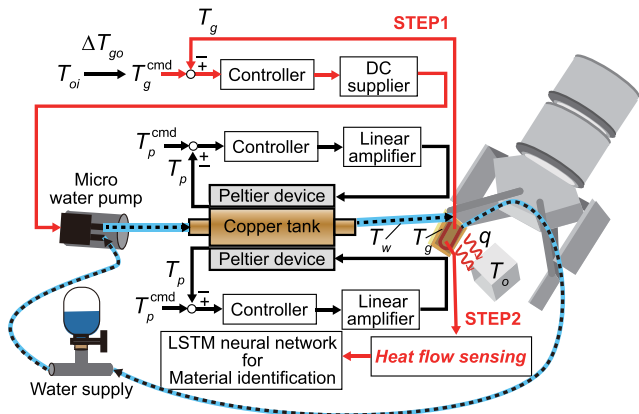 T_g
STEP1
ΔT_go
T_oi
T_g^cmd
− +
Controller
DC
supplier
T_p^cmd
− +
Controller
Linear
amplifier
T_p
Micro
water pump
Peltier device
Copper tank
Peltier device
T_w
T_g
q
T_o
T_p
T_p^cmd
− +
Controller
Linear
amplifier
STEP2
LSTM neural network
for
Material identification
Heat flow sensing
Water supply